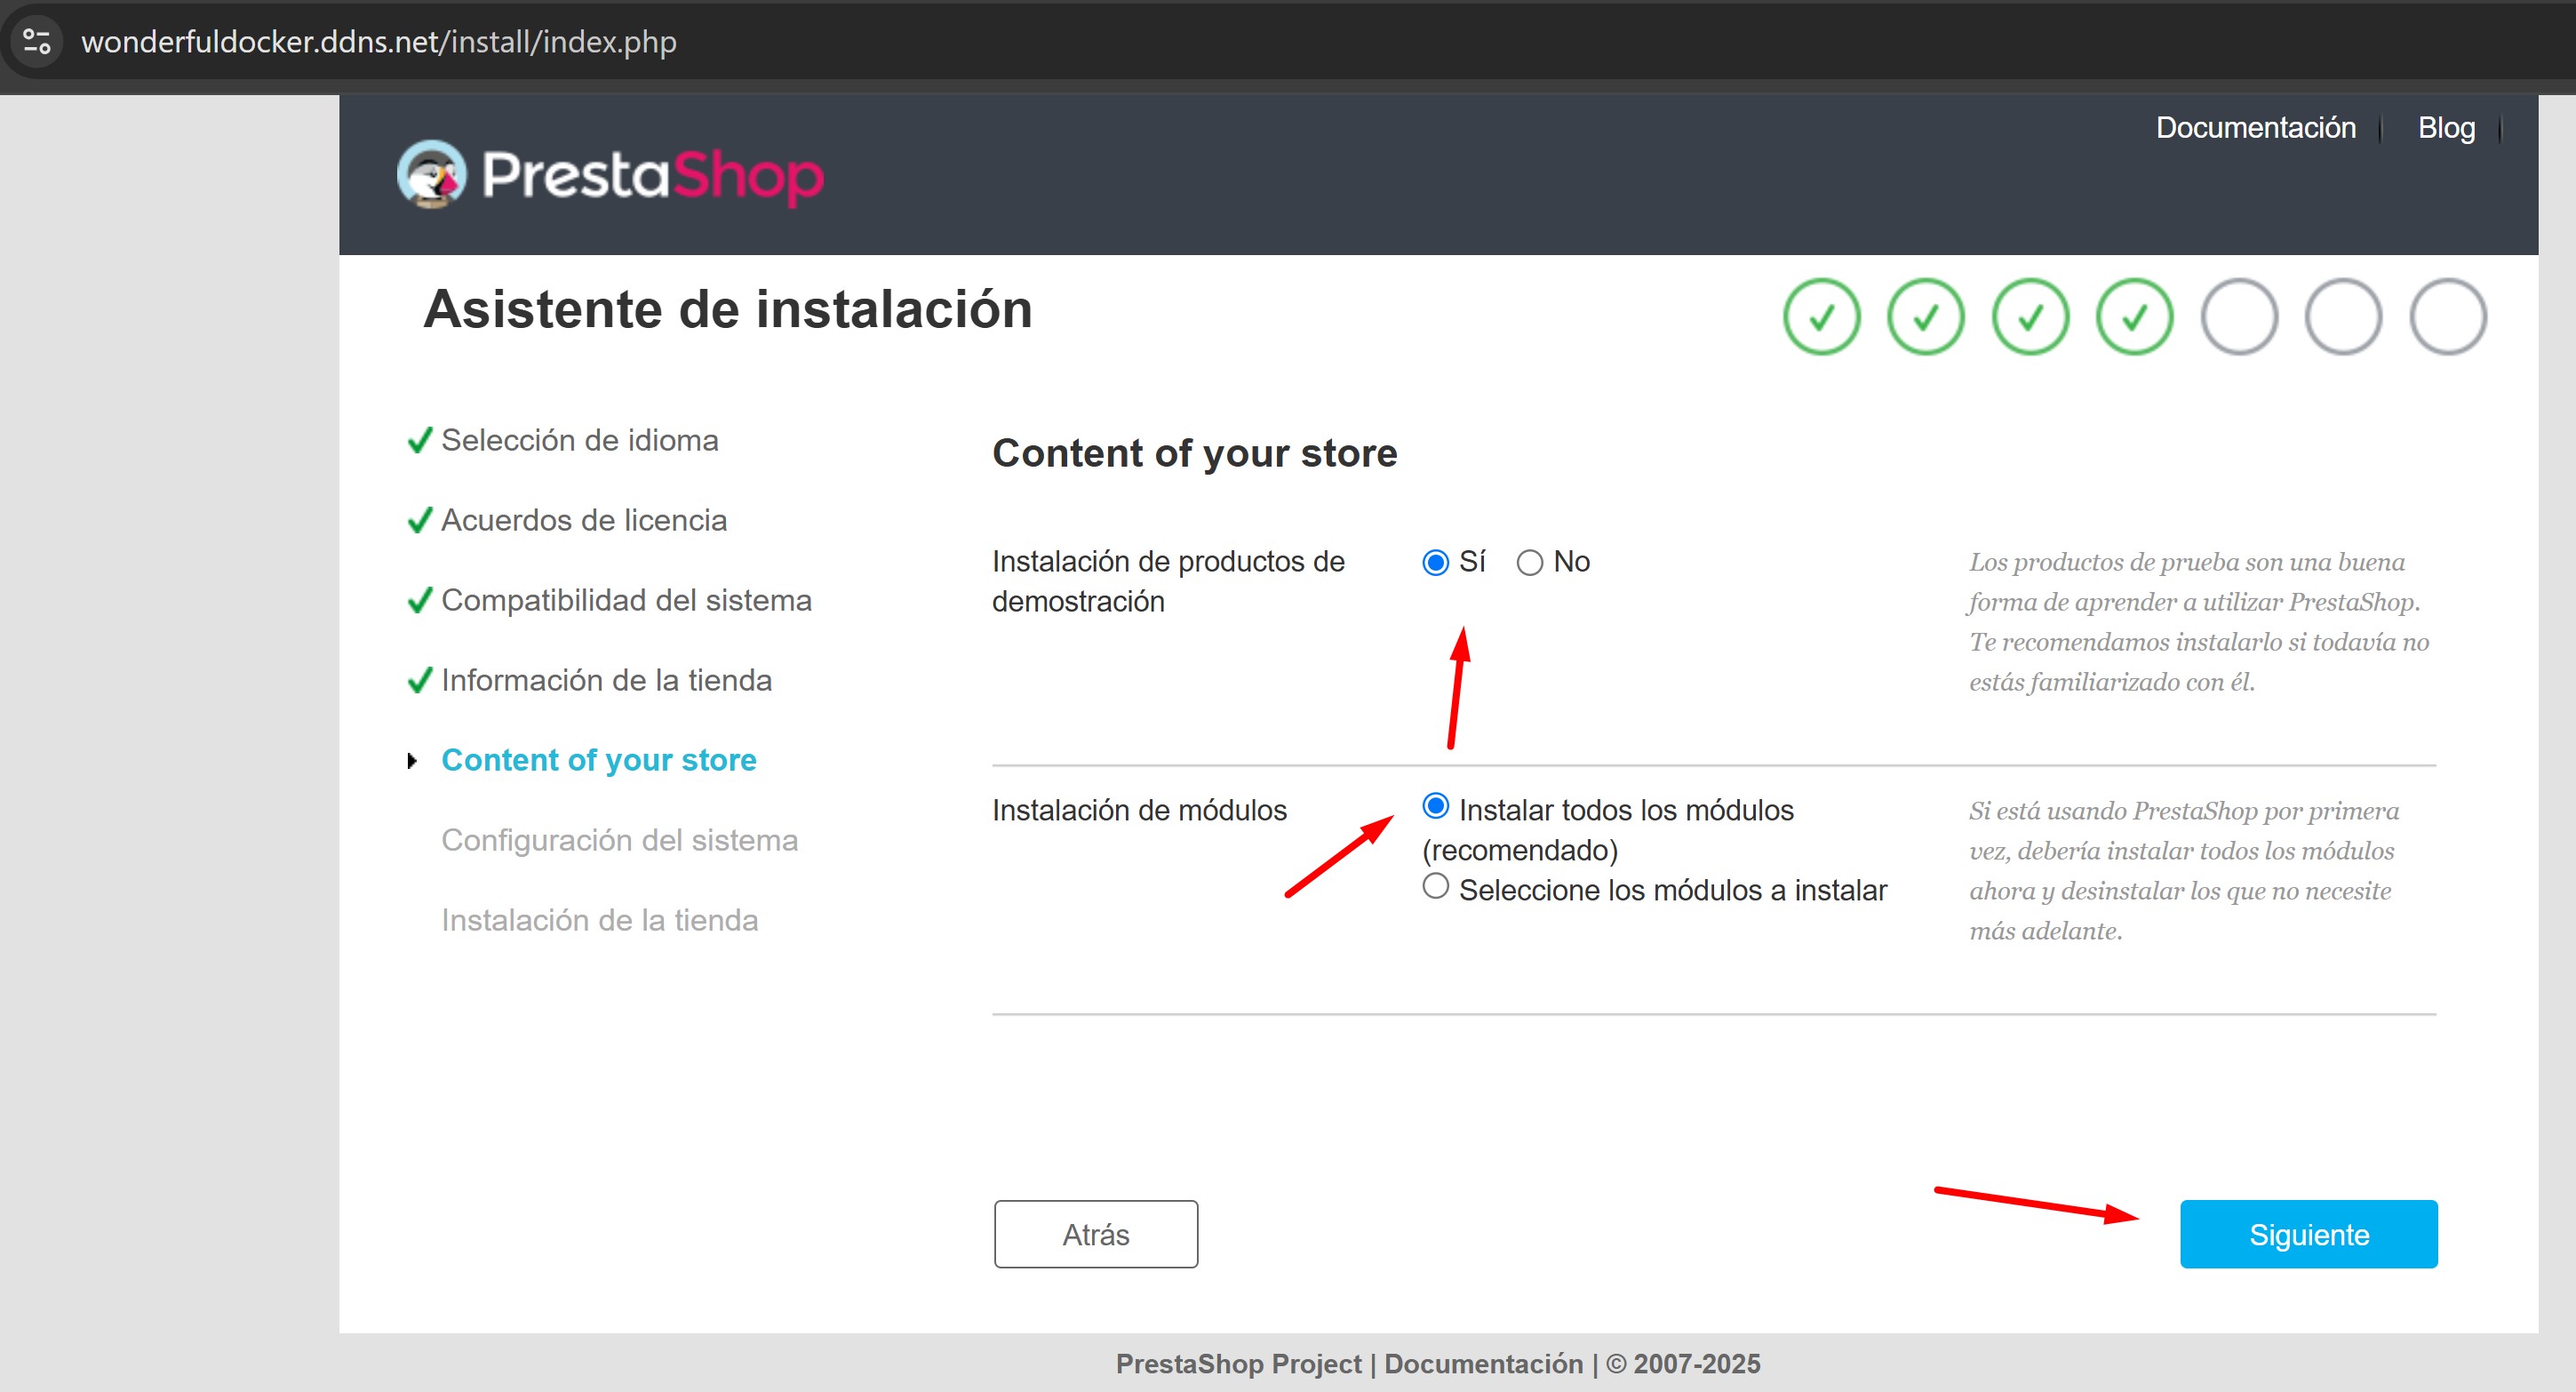 wonderfuldocker.ddns.net/install/index.php
Documentación
Blog
PrestaShop
Asistente de instalación
Selección de idioma
Acuerdos de licencia
Compatibilidad del sistema
Información de la tienda
Content of your store
Configuración del sistema
Instalación de la tienda
Content of your store
Instalación de productos de
demostración
Sí
No
Los productos de prueba son una buena
forma de aprender a utilizar PrestaShop.
Te recomendamos instalarlo si todavía no
estás familiarizado con él.
Instalación de módulos
Instalar todos los módulos
(recomendado)
Seleccione los módulos a instalar
Si está usando PrestaShop por primera
vez, debería instalar todos los módulos
ahora y desinstalar los que no necesite
más adelante.
Atrás
Siguiente
PrestaShop Project | Documentación | © 2007-2025